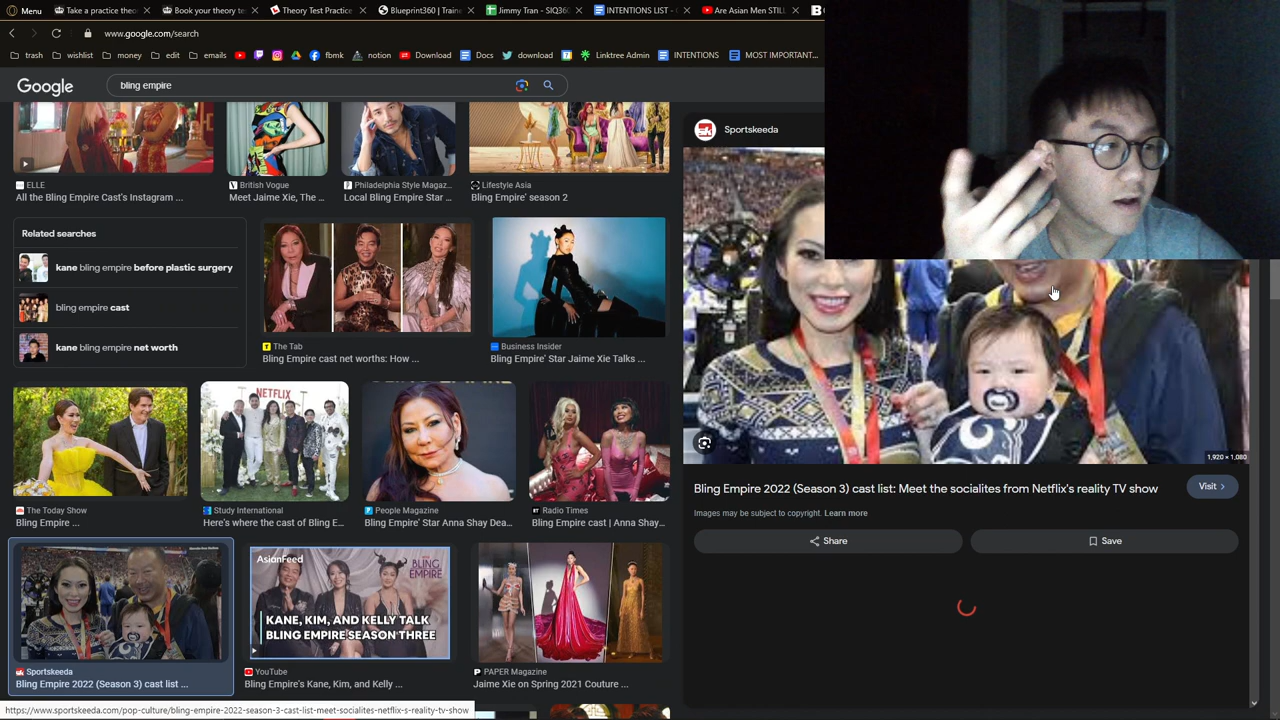 Menu
Take a practice theory
Book your theory te
Theory Test Practice
Blueprint360 | Traine
Jimmy Tran - SIQ360
INTENTIONS LIST - G
Are Asian Men STILL
B
www.google.com/search
trash
wishlist
money
edit
emails
fbmk
notion
Download
Docs
download
Linktree Admin
INTENTIONS
MOST IMPORTANT...
Google
bling empire
Sportskeeda
ELLE
All the Bling Empire Cast's Instagram ...
British Vogue
Meet Jaime Xie, The ...
Philadelphia Style Magaz...
Local Bling Empire Star ...
Lifestyle Asia
Bling Empire' season 2
Related searches
kane bling empire before plastic surgery
bling empire cast
kane bling empire net worth
The Tab
Bling Empire cast net worths: How ...
Business Insider
Bling Empire' Star Jaime Xie Talks ...
NETFLIX
The Today Show
Bling Empire ...
Study International
Here's where the cast of Bling E...
People Magazine
Bling Empire' Star Anna Shay Dea...
Radio Times
Bling Empire cast | Anna Shay...
1,920 × 1,080
Bling Empire 2022 (Season 3) cast list: Meet the socialites from Netflix's reality TV show
Visit
Images may be subject to copyright. Learn more
Share
Save
AsianFeed
BLING
EMPIRE
KANE, KIM, AND KELLY TALK
BLING EMPIRE SEASON THREE
Sportskeeda
Bling Empire 2022 (Season 3) cast list ...
YouTube
Bling Empire's Kane, Kim, and Kelly ...
PAPER Magazine
Jaime Xie on Spring 2021 Couture ...
https://www.sportskeeda.com/pop-culture/bling-empire-2022-season-3-cast-list-meet-socialites-netflix-s-reality-tv-show